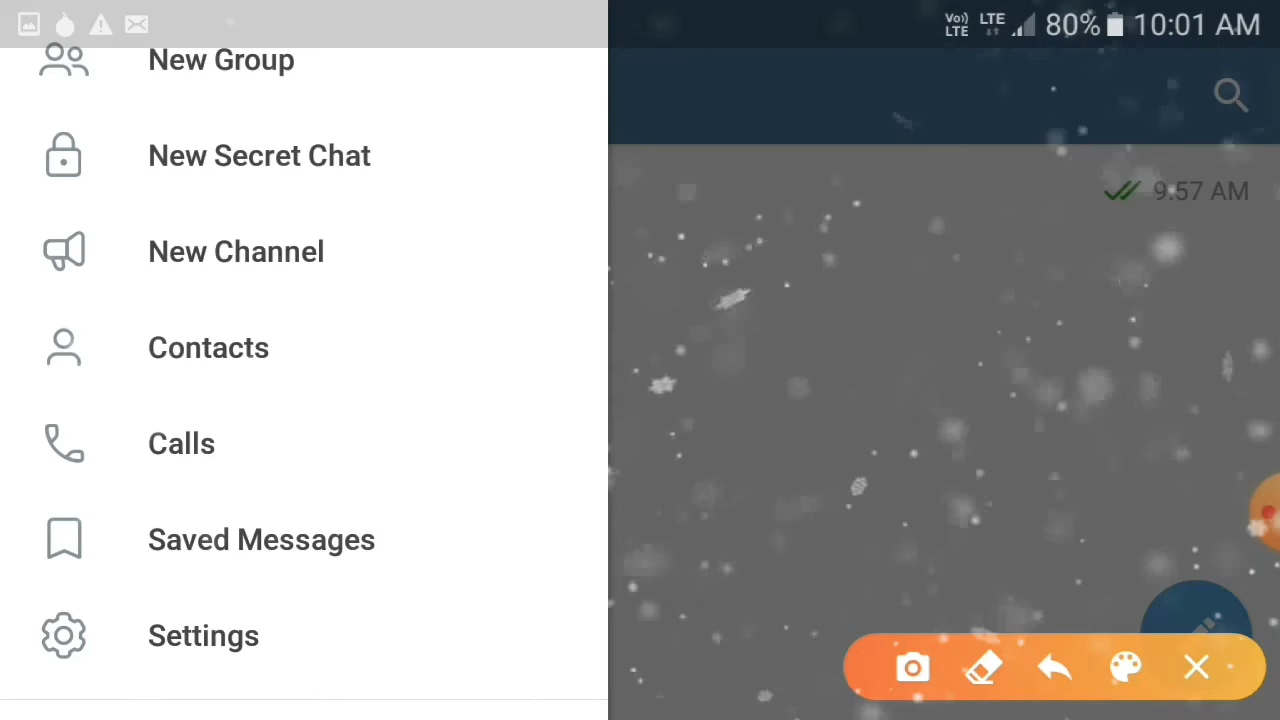 Vo)) LTE LTE 80% 10:01 AM
New Group
New Secret Chat
9:57 AM
New Channel
Contacts
Calls
Saved Messages
Settings